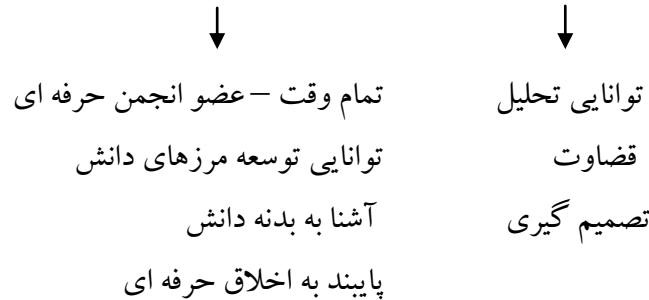 توانایی تحلیل تمام وقت – عضو انجمن حرفه ای
قضاوت توانایی توسعه مرزهای دانش
تصمیم گیری آشنا به بدنه دانش
پایبند به اخلاق حرفه ای